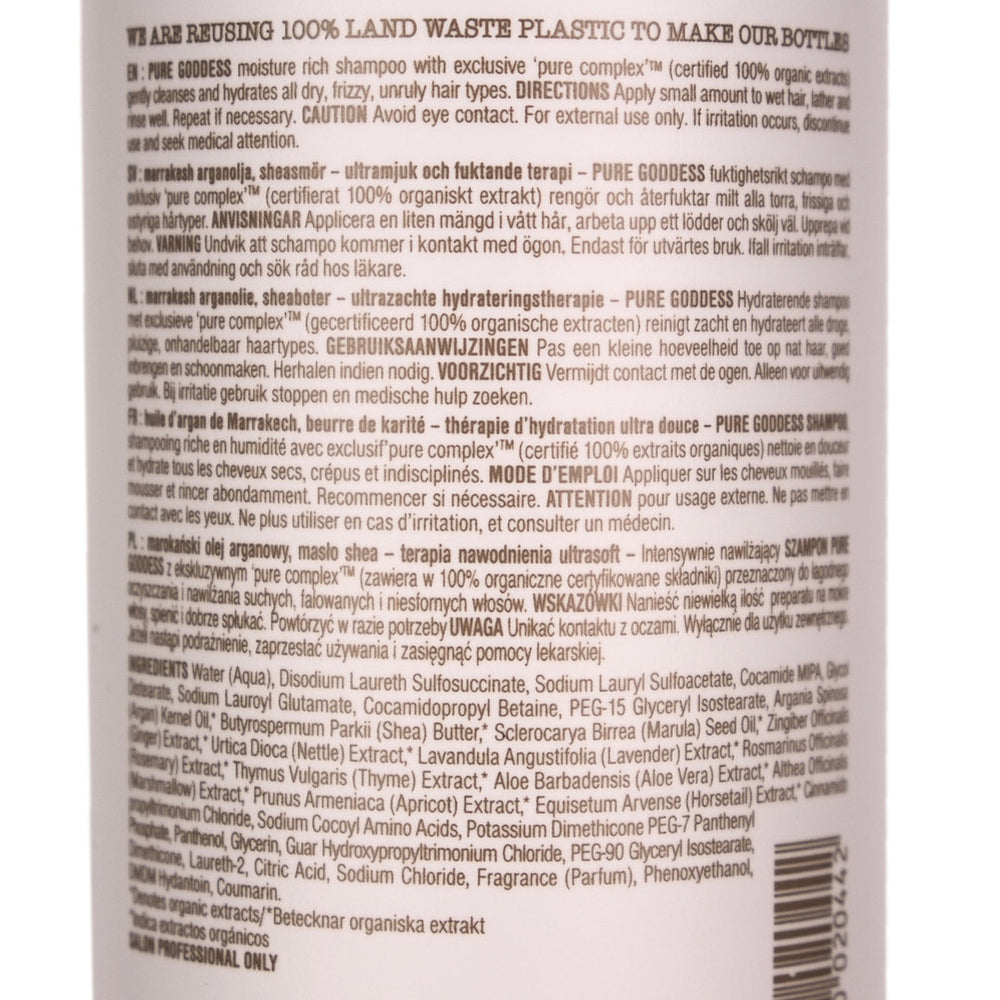 WE ARE REUSING 100% LAND WASTE PLASTIC TO MAKE OUR BOTTLES
EN : PURE GODDESS moisture rich shampoo with exclusive 'pure complex'™ (certified 100% organic extracts)
gently cleanses and hydrates all dry, frizzy, unruly hair types. DIRECTIONS Apply small amount to wet hair, lather and
rinse well. Repeat if necessary. CAUTION Avoid eye contact. For external use only. If irritation occurs, discontinue
use and seek medical attention.
SV : marrakesh arganolja, sheasmör – ultramjuk och fuktande terapi – PURE GODDESS fuktighetsrikt schampo med
exklusiv 'pure complex'™ (certifierat 100% organiskt extrakt) rengör och återfuktar milt alla torra, frissiga och
ostyriga hårtyper. ANVISNINGAR Applicera en liten mängd i vått hår, arbeta upp ett lödder och skölj väl. Upprepa vid
behov. VARNING Undvik att schampo kommer i kontakt med ögon. Endast för utvärtes bruk. Ifall irritation inträffar,
sluta med användning och sök råd hos läkare.
NL : marrakesh arganolie, sheaboter – ultrazachte hydrateringstherapie – PURE GODDESS Hydraterende shampoo
met exclusieve 'pure complex'™ (gecertificeerd 100% organische extracten) reinigt zacht en hydrateert alle droge,
pluizige, onhandelbaar haartypes. GEBRUIKSAANWIJZINGEN Pas een kleine hoeveelheid toe op nat haar, goed
inbrengen en schoonmaken. Herhalen indien nodig. VOORZICHTIG Vermijdt contact met de ogen. Alleen voor uitwendig
gebruik. Bij irritatie gebruik stoppen en medische hulp zoeken.
FR : huile d'argan de Marrakech, beurre de karité – thérapie d'hydratation ultra douce – PURE GODDESS SHAMPOO,
shampooing riche en humidité avec exclusif'pure complex'™ (certifié 100% extraits organiques) nettoie en douceur
et hydrate tous les cheveux secs, crépus et indisciplinés. MODE D'EMPLOI Appliquer sur les cheveux mouillés, faire
mousser et rincer abondamment. Recommencer si nécessaire. ATTENTION pour usage externe. Ne pas mettre en
contact avec les yeux. Ne plus utiliser en cas d'irritation, et consulter un médecin.
PL : marokański olej arganowy, masło shea – terapia nawodnienia ultrasoft – Intensywnie nawilżający SZAMPON PURE
GODDESS z ekskluzywnym 'pure complex'™ (zawiera w 100% organiczne certyfikowane składniki) przeznaczony do łagodnego
oczyszczania i nawilżania suchych, falowanych i niesfornych włosów. WSKAZÓWKI Nanieść niewielką ilość preparatu na mokre
włosy, spienić i dobrze spłukać. Powtórzyć w razie potrzeby UWAGA Unikać kontaktu z oczami. Wyłącznie dla użytku zewnętrznego.
Jeżeli nastąpi podrażnienie, zaprzestać używania i zasięgnąć pomocy lekarskiej.
INGREDIENTS Water (Aqua), Disodium Laureth Sulfosuccinate, Sodium Lauryl Sulfoacetate, Cocamide MIPA, Glycol
Distearate, Sodium Lauroyl Glutamate, Cocamidopropyl Betaine, PEG-15 Glyceryl Isostearate, Argania Spinosa
(Argan) Kernel Oil,* Butyrospermum Parkii (Shea) Butter,* Sclerocarya Birrea (Marula) Seed Oil,* Zingiber Officinalis
(Ginger) Extract,* Urtica Dioca (Nettle) Extract,* Lavandula Angustifolia (Lavender) Extract,* Rosmarinus Officinalis
(Rosemary) Extract,* Thymus Vulgaris (Thyme) Extract,* Aloe Barbadensis (Aloe Vera) Extract,* Althea Officinalis
(Marshmallow) Extract,* Prunus Armeniaca (Apricot) Extract,* Equisetum Arvense (Horsetail) Extract,* Cinnamido
propyltrimonium Chloride, Sodium Cocoyl Amino Acids, Potassium Dimethicone PEG-7 Panthenyl
Phosphate, Panthenol, Glycerin, Guar Hydroxypropyltrimonium Chloride, PEG-90 Glyceryl Isostearate,
Dimethicone, Laureth-2, Citric Acid, Sodium Chloride, Fragrance (Parfum), Phenoxyethanol,
DMDM Hydantoin, Coumarin.
*Denotes organic extracts/*Betecknar organiska extrakt
*Indica extractos orgánicos
SALON PROFESSIONAL ONLY
020442